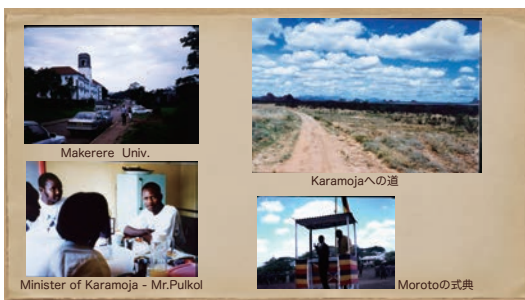 Makerere Univ.
Karamojaへの道
Minister of Karamoja - Mr.Pulkol
Morotoの式典